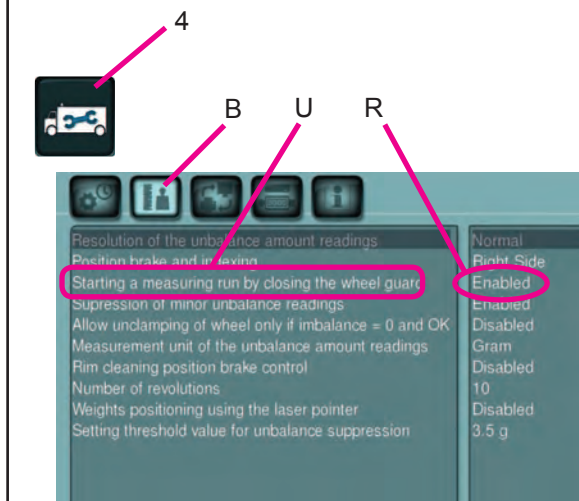 4
B U R
Resolution of the unbalance amount readings Normal
Position brake and indexing Right Side
Starting a measuring run by closing the wheel guard Enabled
Supression of minor unbalance readings Enabled
Allow unclamping of wheel only if imbalance = 0 and OK Disabled
Measurement unit of the unbalance amount readings Gram
Rim cleaning position brake control Disabled
Number of revolutions 10
Weights positioning using the laser pointer Disabled
Setting threshold value for unbalance suppression 3.5 g